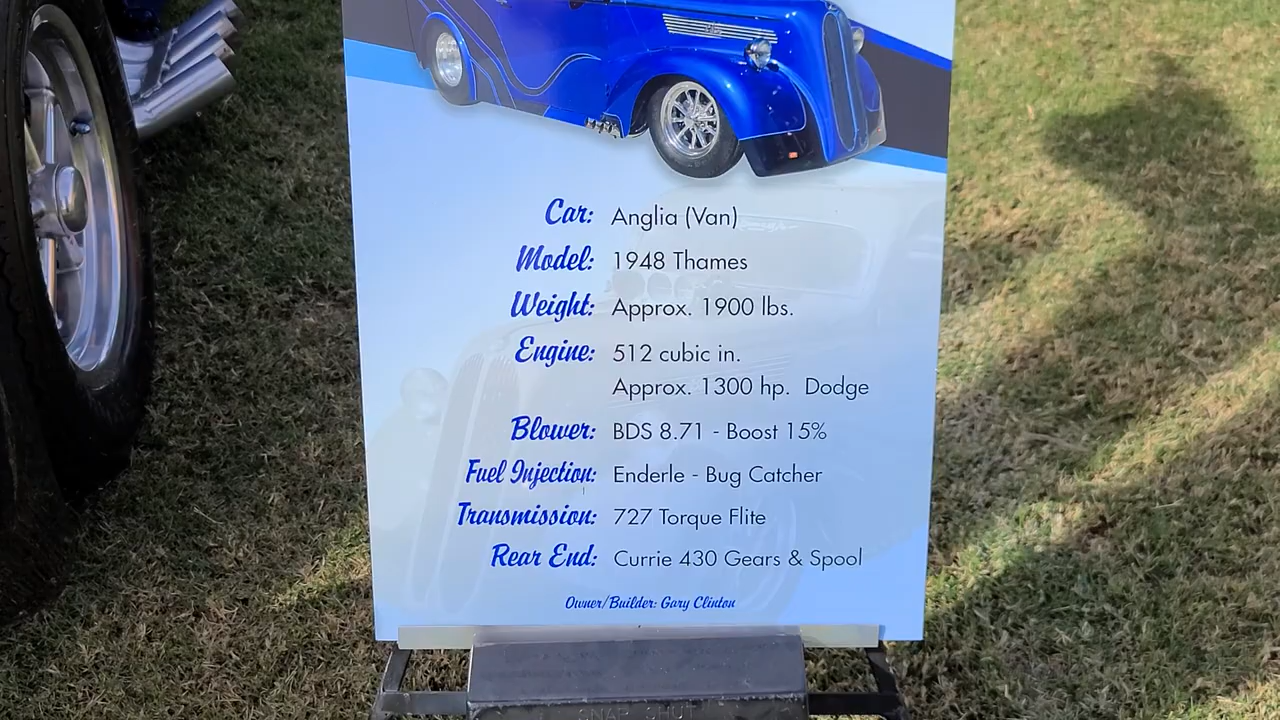 Car: Anglia (Van)
Model: 1948 Thames
Weight: Approx. 1900 lbs.
Engine: 512 cubic in.
Approx. 1300 hp. Dodge
Blower: BDS 8.71 - Boost 15%
Fuel Injection: Enderle - Bug Catcher
Transmission: 727 Torque Flite
Rear End: Currie 430 Gears & Spool
Owner/Builder: Gary Clinton
SNAP SHUT